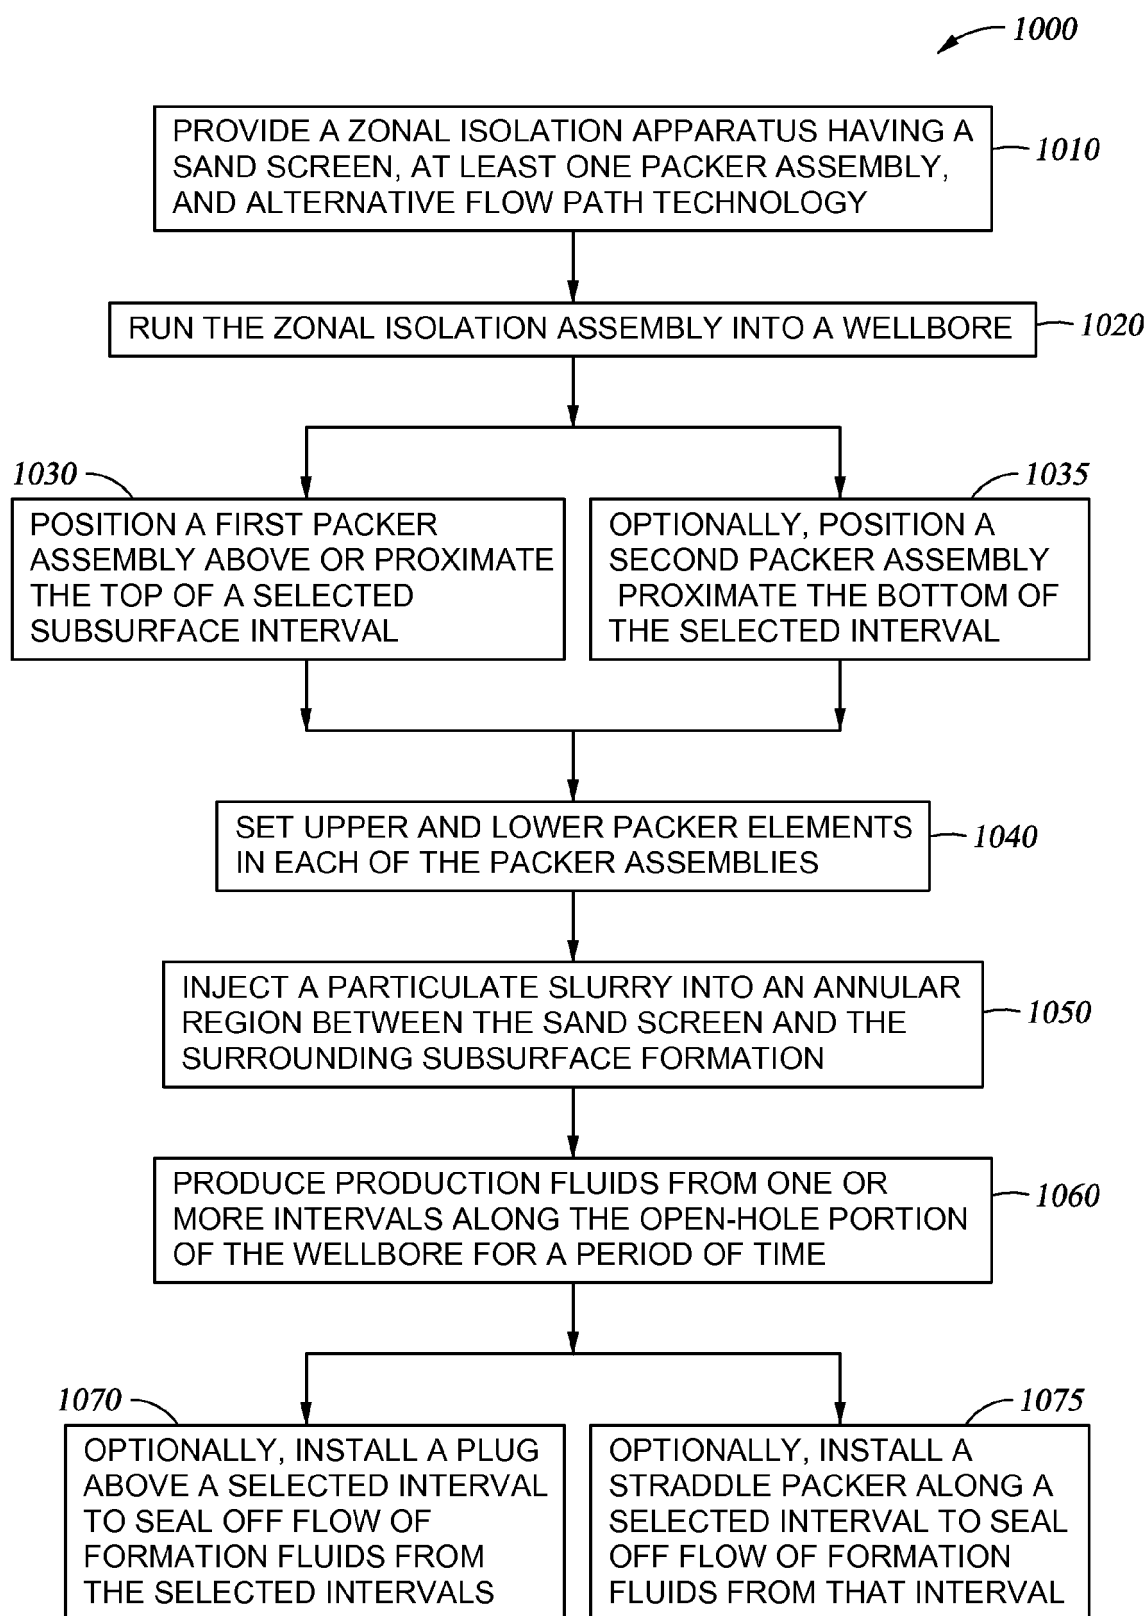 1000
PROVIDE A ZONAL ISOLATION APPARATUS HAVING A
SAND SCREEN, AT LEAST ONE PACKER ASSEMBLY,
AND ALTERNATIVE FLOW PATH TECHNOLOGY
1010
RUN THE ZONAL ISOLATION ASSEMBLY INTO A WELLBORE
1020
1030
POSITION A FIRST PACKER
ASSEMBLY ABOVE OR PROXIMATE
THE TOP OF A SELECTED
SUBSURFACE INTERVAL
1035
OPTIONALLY, POSITION A
SECOND PACKER ASSEMBLY
PROXIMATE THE BOTTOM OF
THE SELECTED INTERVAL
SET UPPER AND LOWER PACKER ELEMENTS
IN EACH OF THE PACKER ASSEMBLIES
1040
INJECT A PARTICULATE SLURRY INTO AN ANNULAR
REGION BETWEEN THE SAND SCREEN AND THE
SURROUNDING SUBSURFACE FORMATION
1050
PRODUCE PRODUCTION FLUIDS FROM ONE OR
MORE INTERVALS ALONG THE OPEN-HOLE PORTION
OF THE WELLBORE FOR A PERIOD OF TIME
1060
1070
OPTIONALLY, INSTALL A PLUG
ABOVE A SELECTED INTERVAL
TO SEAL OFF FLOW OF
FORMATION FLUIDS FROM
THE SELECTED INTERVALS
1075
OPTIONALLY, INSTALL A
STRADDLE PACKER ALONG A
SELECTED INTERVAL TO SEAL
OFF FLOW OF FORMATION
FLUIDS FROM THAT INTERVAL